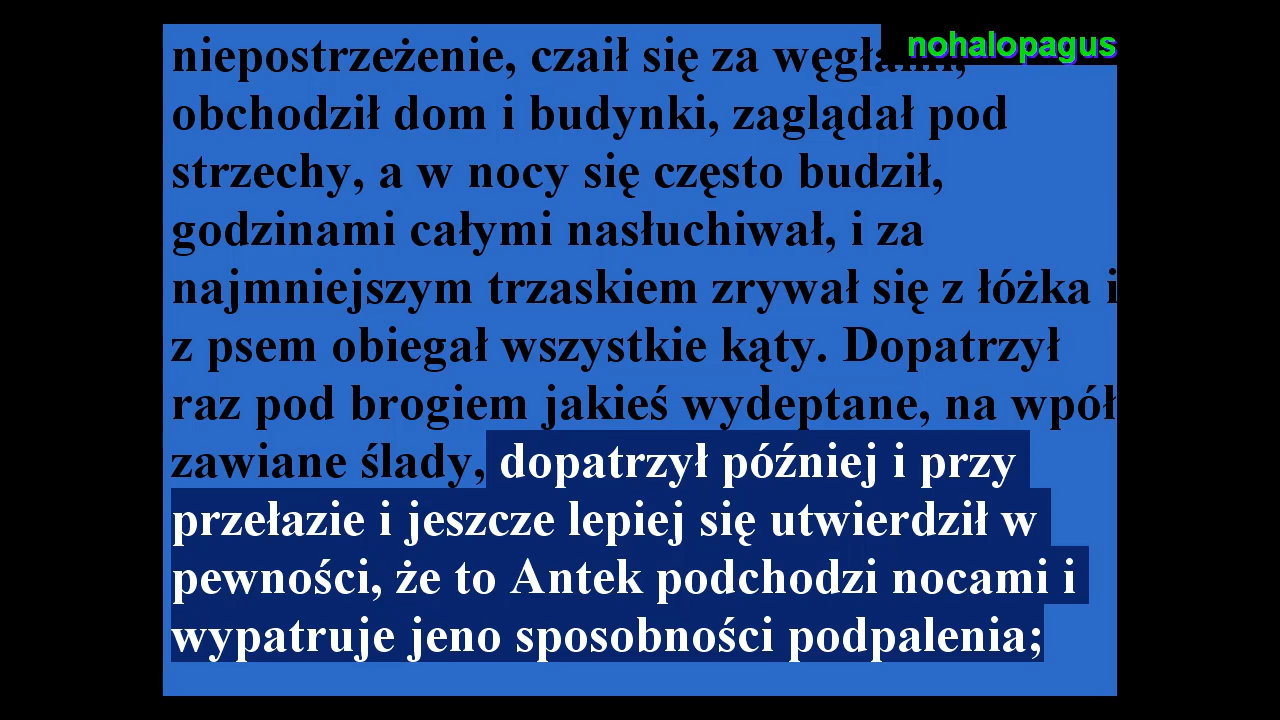 niepostrzeżenie, czaił się za węgłami,
nohalopagus
obchodził dom i budynki, zaglądał pod
strzechy, a w nocy się często budził,
godzinami całymi nasłuchiwał, i za
najmniejszym trzaskiem zrywał się z łóżka i
z psem obiegał wszystkie kąty. Dopatrzył
raz pod brogiem jakieś wydeptane, na wpół
zawiane ślady, dopatrzył później i przy
przełazie i jeszcze lepiej się utwierdził w
pewności, że to Antek podchodzi nocami i
wypatruje jeno sposobności podpalenia;